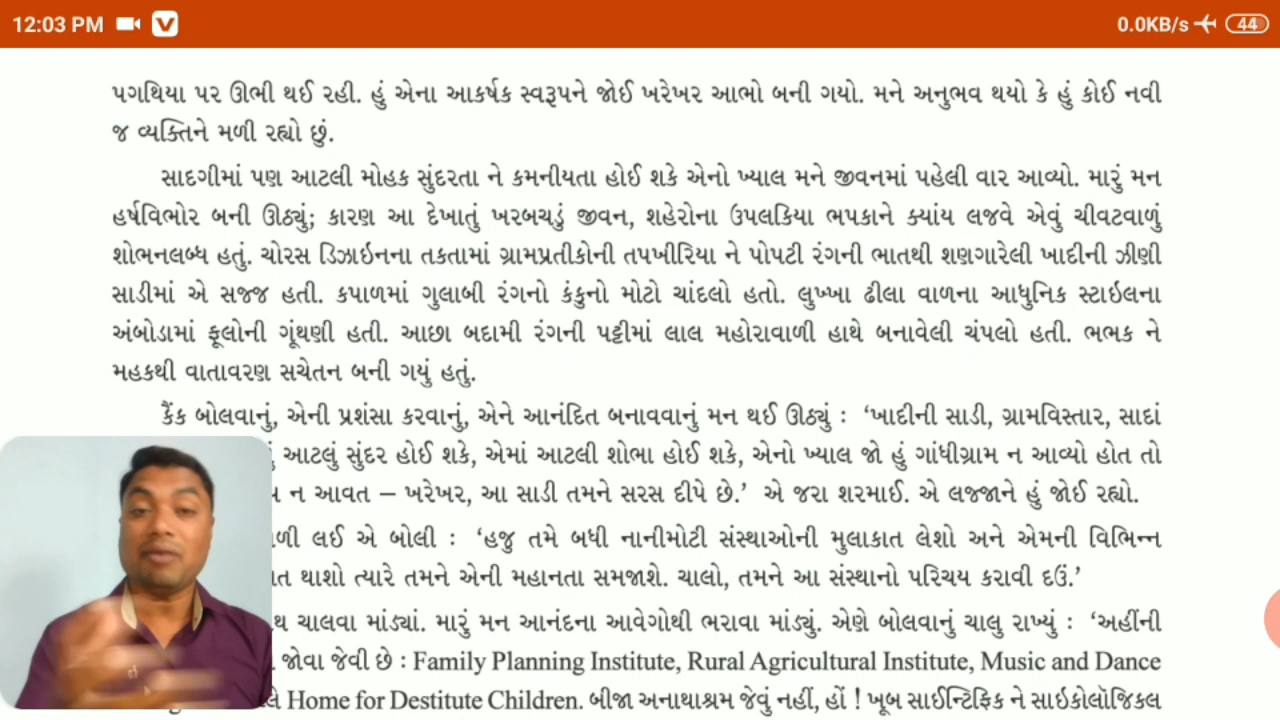 12:03 PM
0.0KB/s 44
પગથિયા પર ઊભી થઈ રહી. હું એના આકર્ષક સ્વરૂપને જોઈ ખરેખર આભો બની ગયો. મને અનુભવ થયો કે હું કોઈ નવી
જ વ્યક્તિને મળી રહ્યો છું.
સાદગીમાં પણ આટલી મોહક સુંદરતા ને કમનીયતા હોઈ શકે એનો ખ્યાલ મને જીવનમાં પહેલી વાર આવ્યો. મારું મન
હર્ષવિભોર બની ઊઠ્યું; કારણ આ દેખાતું ખરબચડું જીવન, શહેરોના ઉપલકિયા ભપકાને ક્યાંય લજવે એવું ચીવટવાળું
શોભનલબ્ધ હતું. ચોરસ ડિઝાઇનના તકતામાં ગ્રામપ્રતીકોની તપખીરિયા ને પોપટી રંગની ભાતથી શણગારેલી ખાદીની ઝીણી
સાડીમાં એ સજ્જ હતી. કપાળમાં ગુલાબી રંગનો કંકુનો મોટો ચાંદલો હતો. લુખ્ખા ઢીલા વાળના આધુનિક સ્ટાઇલના
અંબોડામાં ફૂલોની ગૂંથણી હતી. આછા બદામી રંગની પટ્ટીમાં લાલ મહોરાવાળી હાથે બનાવેલી ચંપલો હતી. ભભક ને
મહકથી વાતાવરણ સચેતન બની ગયું હતું.
કૈંક બોલવાનું, એની પ્રશંસા કરવાનું, એને આનંદિત બનાવવાનું મન થઈ ઊઠ્યું : ‘ખાદીની સાડી, ગ્રામવિસ્તાર, સાદાં
આટલું સુંદર હોઈ શકે, એમાં આટલી શોભા હોઈ શકે, એનો ખ્યાલ જો હું ગાંધીગ્રામ ન આવ્યો હોત તો
ન આવત – ખરેખર, આ સાડી તમને સરસ દીપે છે.’ એ જરા શરમાઈ. એ લજ્જાને હું જોઈ રહ્યો.
લઈ એ બોલી : ‘હજુ તમે બધી નાનીમોટી સંસ્થાઓની મુલાકાત લેશો અને એમની વિભિન્ન
થાશો ત્યારે તમને એની મહાનતા સમજાશે. ચાલો, તમને આ સંસ્થાનો પરિચય કરાવી દઉં.’
ચાલવા માંડ્યાં. મારું મન આનંદના આવેગોથી ભરાવા માંડ્યું. એણે બોલવાનું ચાલુ રાખ્યું : ‘અહીંની
જોવા જેવી છે : Family Planning Institute, Rural Agricultural Institute, Music and Dance
Home for Destitute Children. બીજા અનાથાશ્રમ જેવું નહીં, હોં ! ખૂબ સાઈન્ટિફિક ને સાઇકોલૉજિકલ